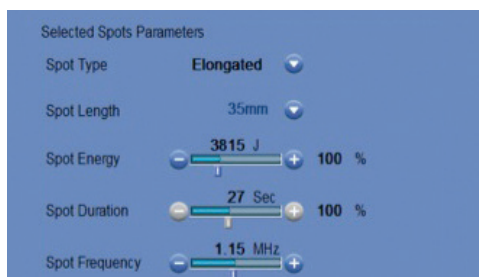 Selected Spots Parameters
Spot Type Elongated
Spot Length 35mm
Spot Energy 3815 J 100 %
Spot Duration 27 Sec 100 %
Spot Frequency 1.15 MHz